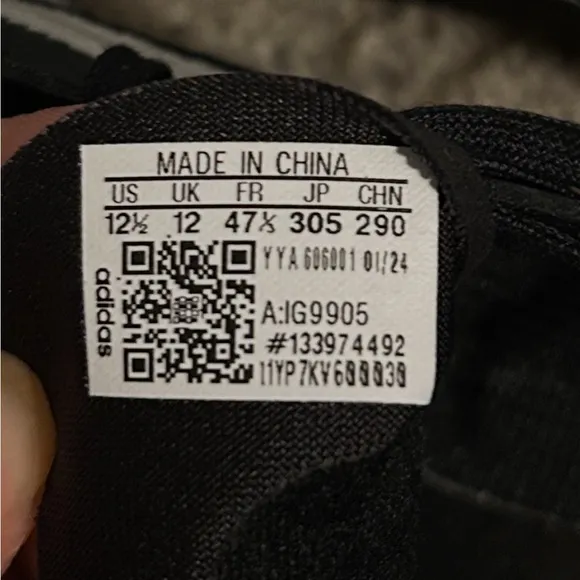 MADE IN CHINA
US UK FR JP CHN
12½ 12 47⅓ 305 290
YYA 606001 01/24
adidas
A:IG9905
#133974492